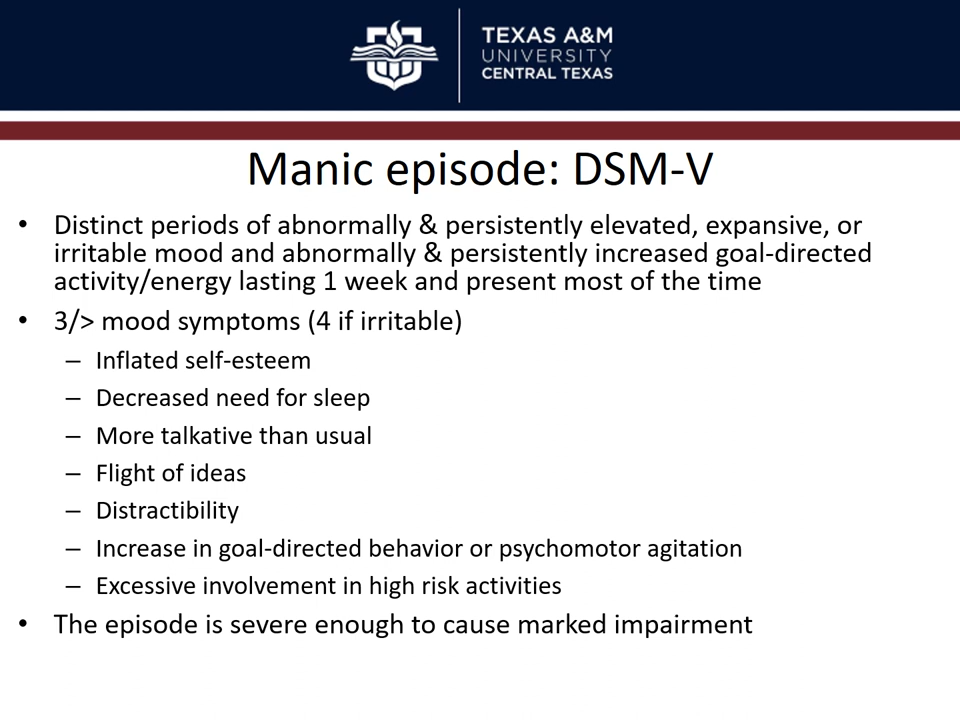 TEXAS A&M
UNIVERSITY
CENTRAL TEXAS
Manic episode: DSM-V
• Distinct periods of abnormally & persistently elevated, expansive, or
irritable mood and abnormally & persistently increased goal-directed
activity/energy lasting 1 week and present most of the time
• 3/> mood symptoms (4 if irritable)
– Inflated self-esteem
– Decreased need for sleep
– More talkative than usual
– Flight of ideas
– Distractibility
– Increase in goal-directed behavior or psychomotor agitation
– Excessive involvement in high risk activities
• The episode is severe enough to cause marked impairment